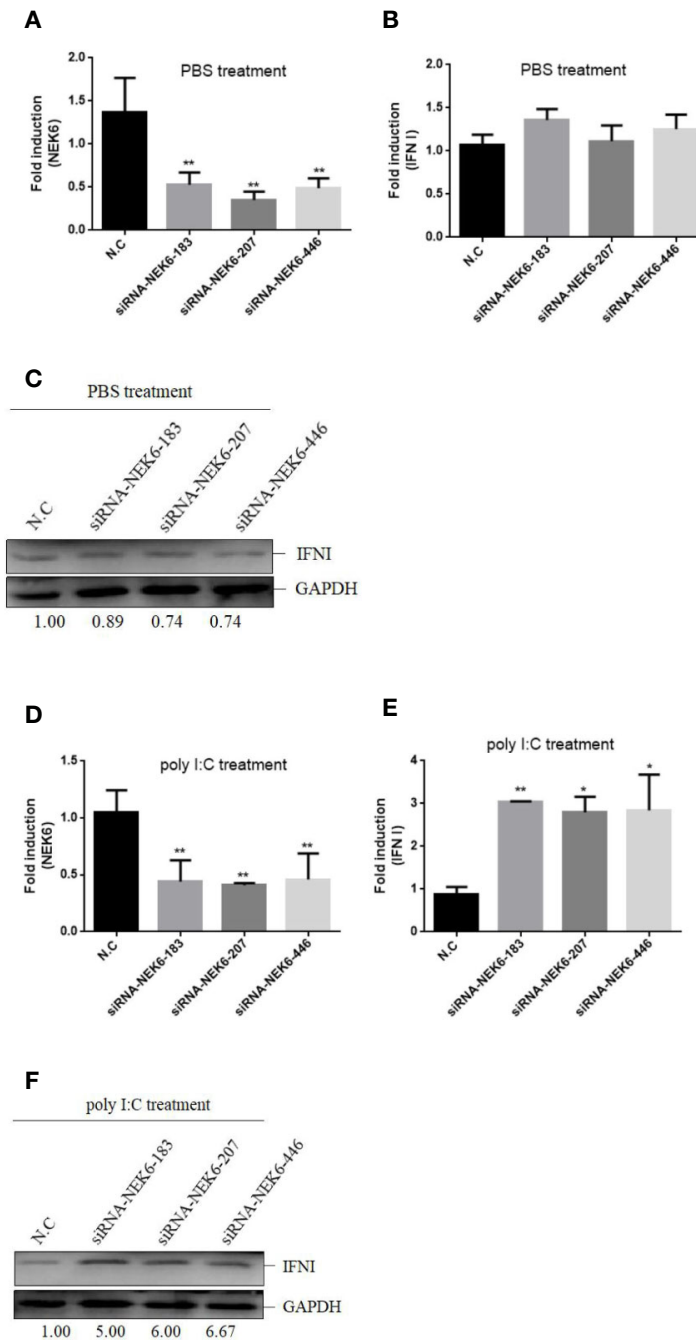 A
PBS treatment
Fold induction
(NEK6)
2.0
1.5
1.0
0.5
0.0
**
**
**
N.C
siRNA-NEK6-183
siRNA-NEK6-207
siRNA-NEK6-446
B
PBS treatment
Fold induction
(IFN I)
2.0
1.5
1.0
0.5
0.0
N.C
siRNA-NEK6-183
siRNA-NEK6-207
siRNA-NEK6-446
C
PBS treatment
N.C
siRNA-NEK6-183
siRNA-NEK6-207
siRNA-NEK6-446
IFNI
GAPDH
1.00 0.89 0.74 0.74
D
poly I:C treatment
Fold induction
(NEK6)
1.5
1.0
0.5
0.0
**
**
**
N.C
siRNA-NEK6-183
siRNA-NEK6-207
siRNA-NEK6-446
E
poly I:C treatment
Fold induction
(IFN I)
4
3
2
1
0
**
*
*
N.C
siRNA-NEK6-183
siRNA-NEK6-207
siRNA-NEK6-446
F
poly I:C treatment
N.C
siRNA-NEK6-183
siRNA-NEK6-207
siRNA-NEK6-446
IFNI
GAPDH
1.00 5.00 6.00 6.67